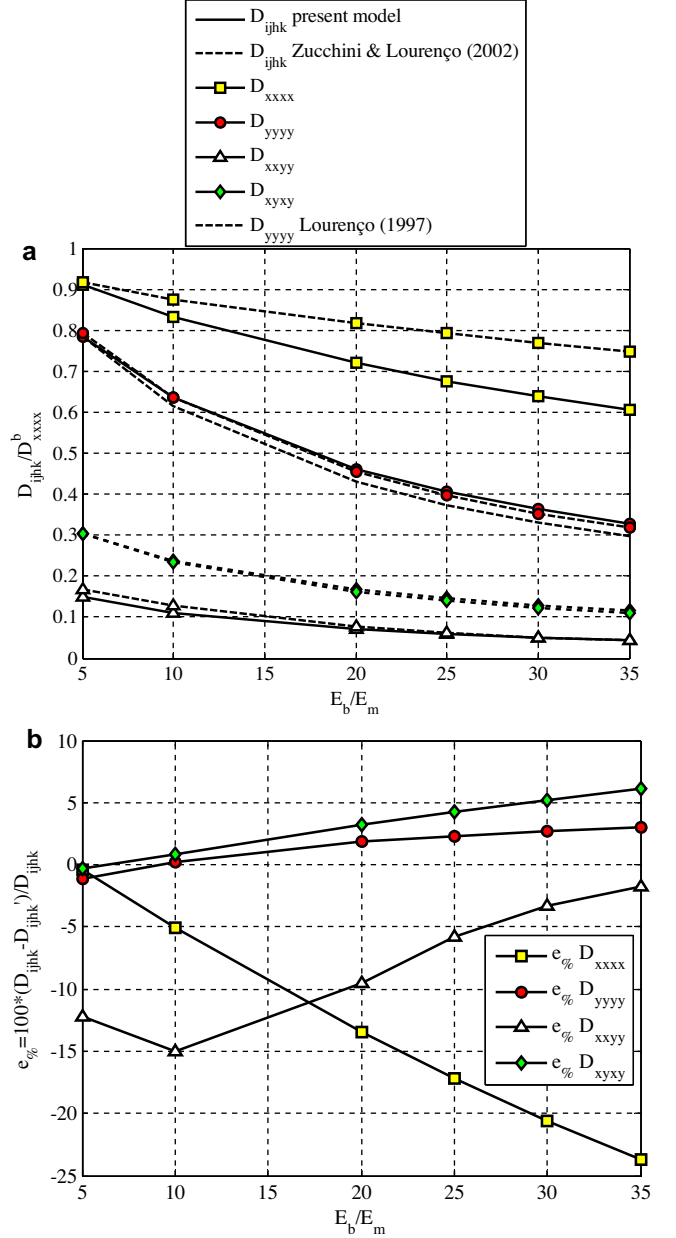 D_ijhk present model
D_ijhk Zucchini & Lourenço (2002)
D_xxxx
D_yyyy
D_xxyy
D_xyxy
D_yyyy Lourenço (1997)
a
1
0.9
0.8
0.7
0.6
0.5
0.4
0.3
0.2
0.1
0
D_ijhk/D^b_xxxx
5 10 15 20 25 30 35
E_b/E_m
b
10
5
0
-5
-10
-15
-20
-25
e_%=100*(D_ijhk-D_ijhk')/D_ijhk
e_% D_xxxx
e_% D_yyyy
e_% D_xxyy
e_% D_xyxy
5 10 15 20 25 30 35
E_b/E_m